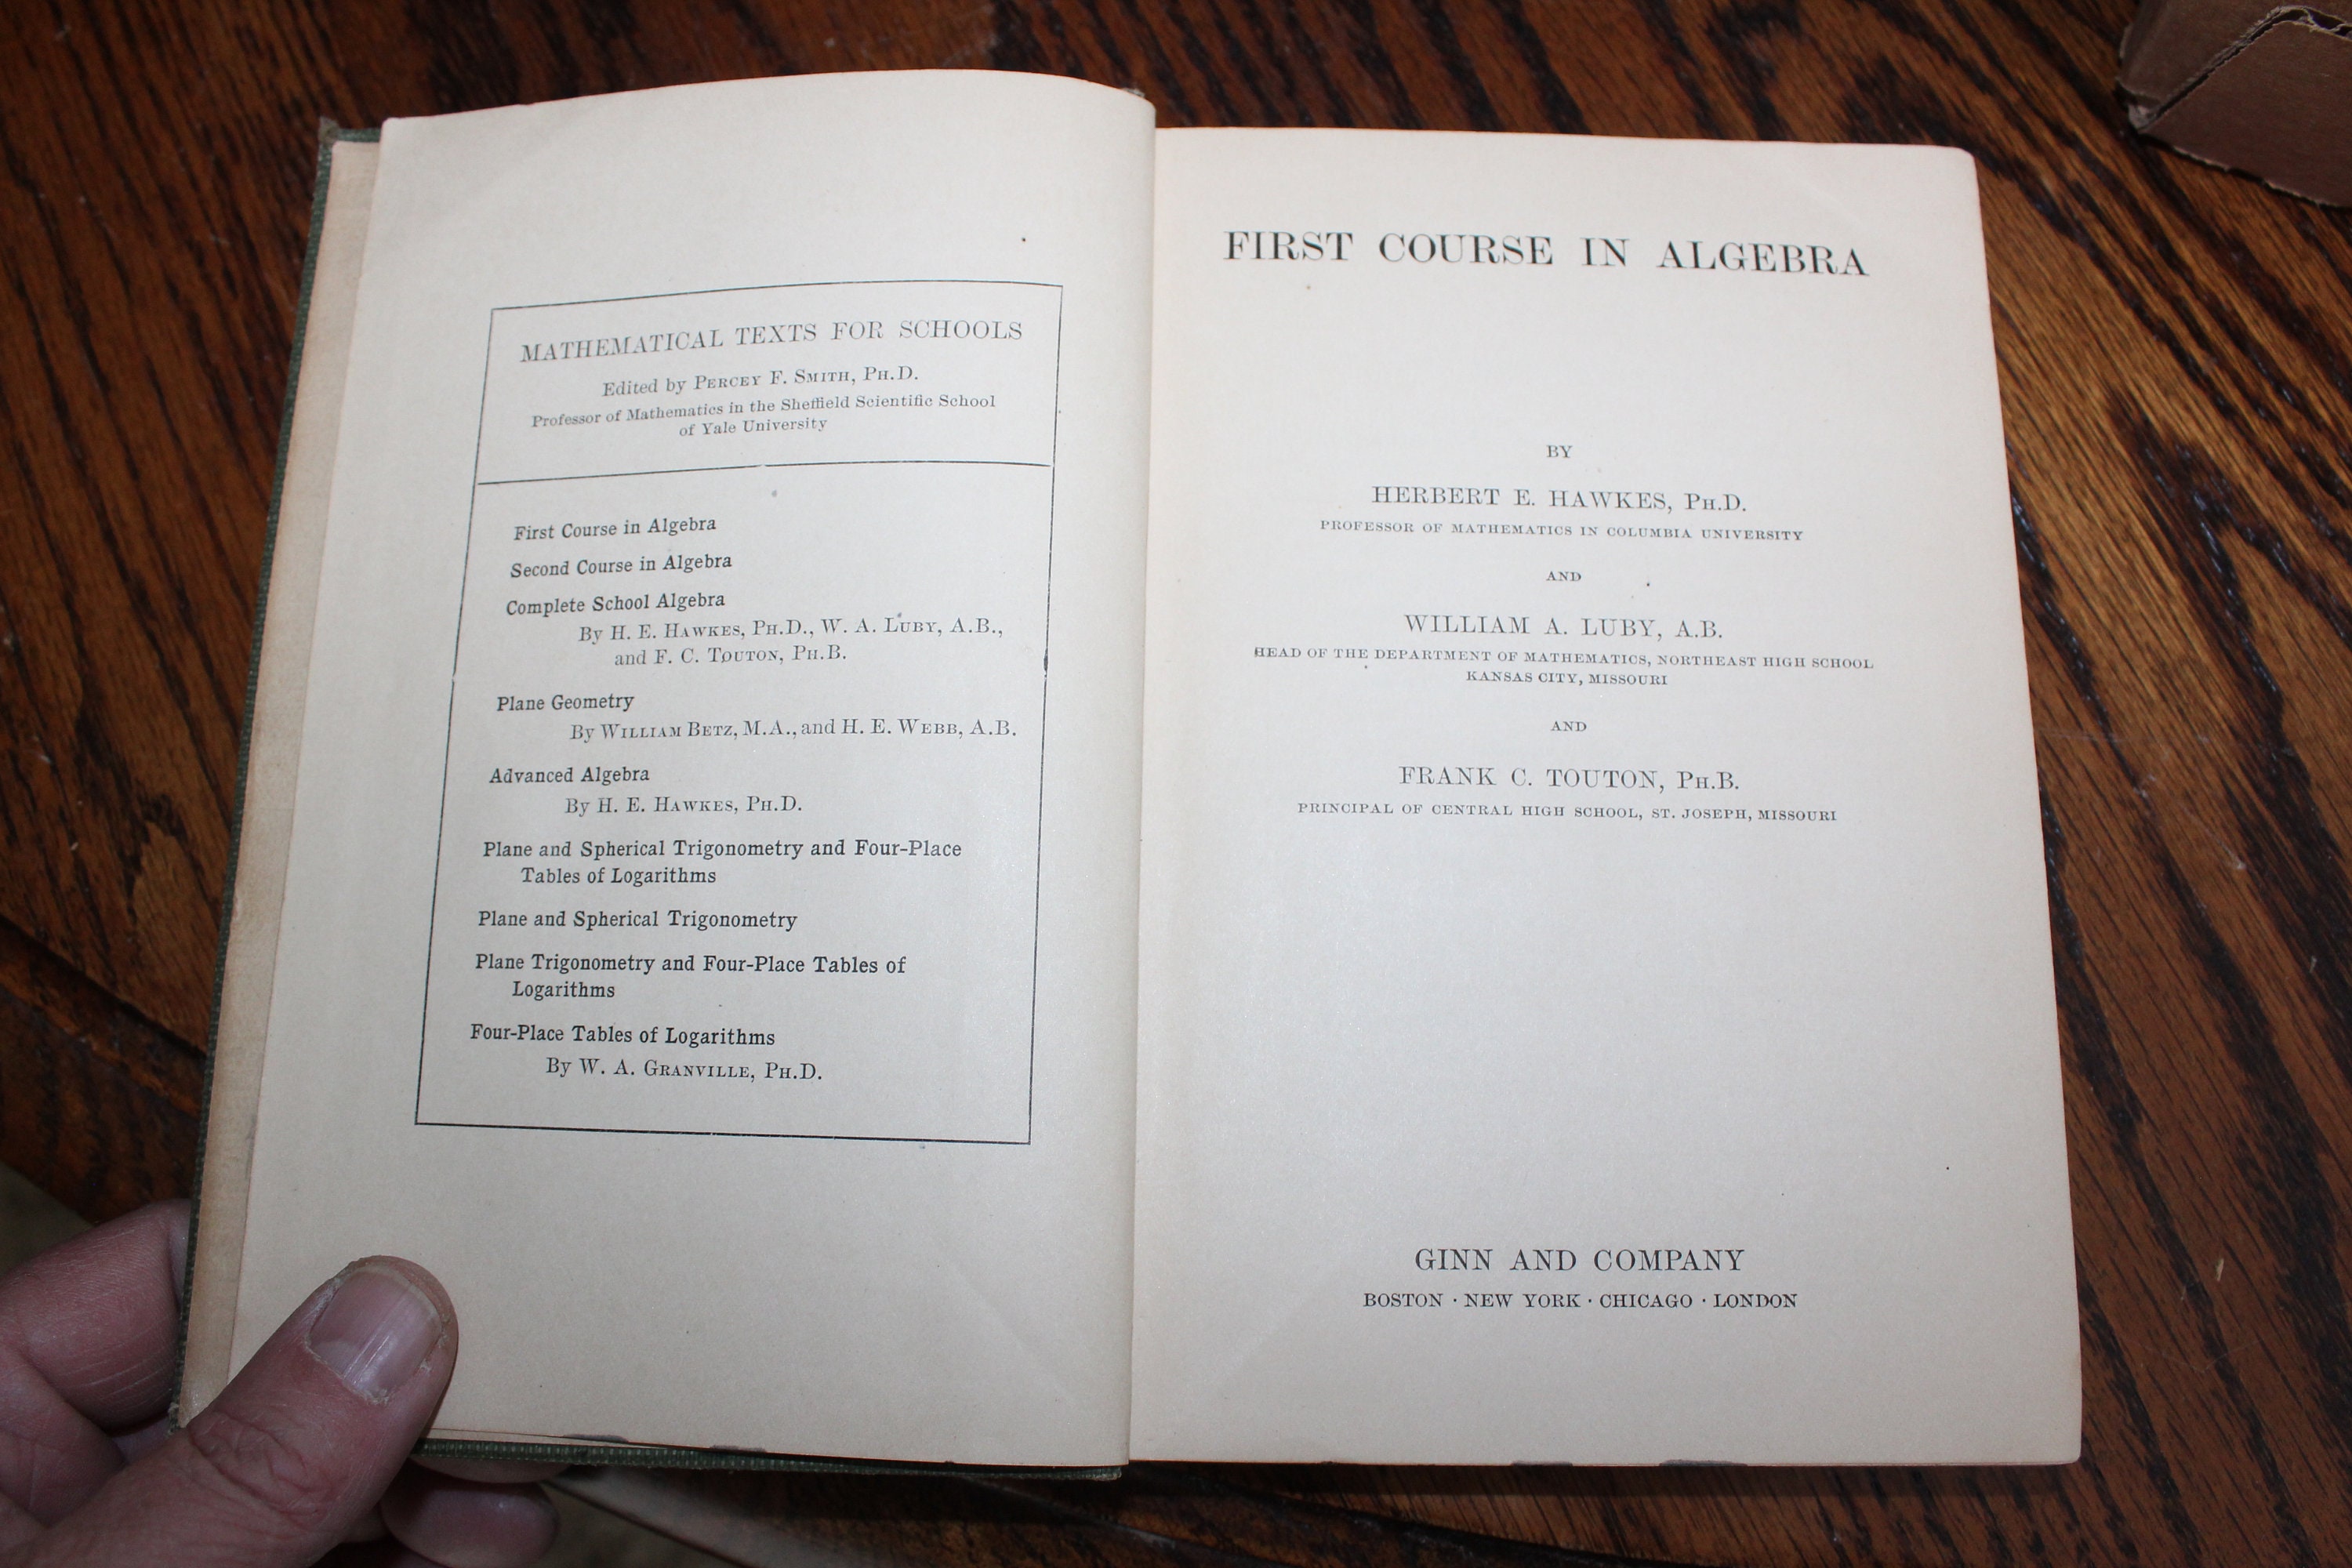 MATHEMATICAL TEXTS FOR SCHOOLS
Edited by PERCEY F. SMITH, PH.D.
Professor of Mathematics in the Sheffield Scientific School
of Yale University
First Course in Algebra
Second Course in Algebra
Complete School Algebra
By H. E. HAWKES, PH.D., W. A. LUBY, A.B.,
and F. C. TOUTON, PH.B.
Plane Geometry
By WILLIAM BETZ, M.A., and H. E. WEBB, A.B.
Advanced Algebra
By H. E. HAWKES, PH.D.
Plane and Spherical Trigonometry and Four-Place
Tables of Logarithms
Plane and Spherical Trigonometry
Plane Trigonometry and Four-Place Tables of
Logarithms
Four-Place Tables of Logarithms
By W. A. GRANVILLE, PH.D.
FIRST COURSE IN ALGEBRA
BY
HERBERT E. HAWKES, PH.D.
PROFESSOR OF MATHEMATICS IN COLUMBIA UNIVERSITY
AND
WILLIAM A. LUBY, A.B.
HEAD OF THE DEPARTMENT OF MATHEMATICS, NORTHEAST HIGH SCHOOL
KANSAS CITY, MISSOURI
AND
FRANK C. TOUTON, PH.B.
PRINCIPAL OF CENTRAL HIGH SCHOOL, ST. JOSEPH, MISSOURI
GINN AND COMPANY
BOSTON · NEW YORK · CHICAGO · LONDON